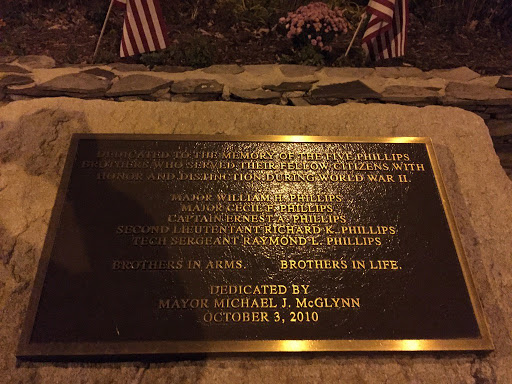 DEDICATED TO THE MEMORY OF THE FIVE PHILLIPS
BROTHERS WHO SERVED THEIR FELLOW CITIZENS WITH
HONOR AND DISTINCTION DURING WORLD WAR II.
MAJOR WILLIAM H. PHILLIPS
MAJOR CECIL F. PHILLIPS
CAPTAIN ERNEST A. PHILLIPS
SECOND LIEUTENTANT RICHARD K. PHILLIPS
TECH SERGEANT RAYMOND L. PHILLIPS
BROTHERS IN ARMS. BROTHERS IN LIFE.
DEDICATED BY
MAYOR MICHAEL J. McGLYNN
OCTOBER 3, 2010